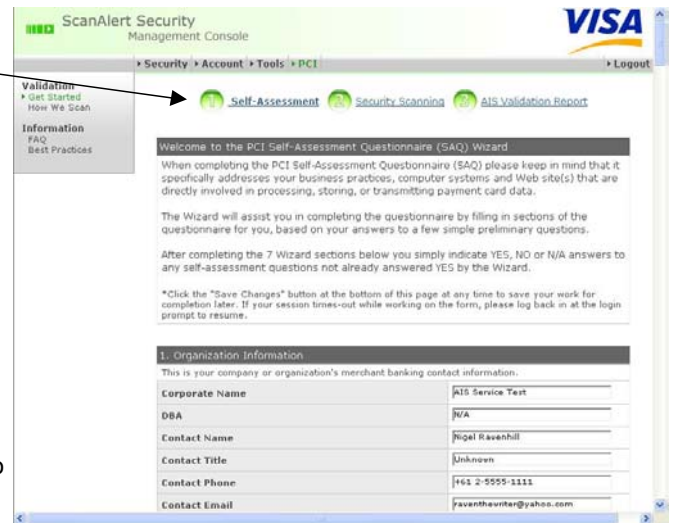 ScanAlert Security
Management Console
VISA
Security Account Tools PCI
Logout
Validation
Get Started
How We Scan
Information
FAQ
Best Practices
1 Self-Assessment 2 Security Scanning 3 AIS Validation Report
Welcome to the PCI Self-Assessment Questionnaire (SAQ) Wizard
When completing the PCI Self-Assessment Questionnaire (SAQ) please keep in mind that it
specifically addresses your business practices, computer systems and Web site(s) that are
directly involved in processing, storing, or transmitting payment card data.
The Wizard will assist you in completing the questionnaire by filling in sections of the
questionnaire for you, based on your answers to a few simple preliminary questions.
After completing the 7 Wizard sections below you simply indicate YES, NO or N/A answers to
any self-assessment questions not already answered YES by the Wizard.
*Click the "Save Changes" button at the bottom of this page at any time to save your work for
completion later. If your session times-out while working on the form, please log back in at the login
prompt to resume.
1. Organization Information
This is your company or organization's merchant banking contact information.
Corporate Name AIS Service Test
DBA N/A
Contact Name Nigel Ravenhill
Contact Title Unknown
Contact Phone +61 2-5555-1111
Contact Email raventhewriter@yahoo.com